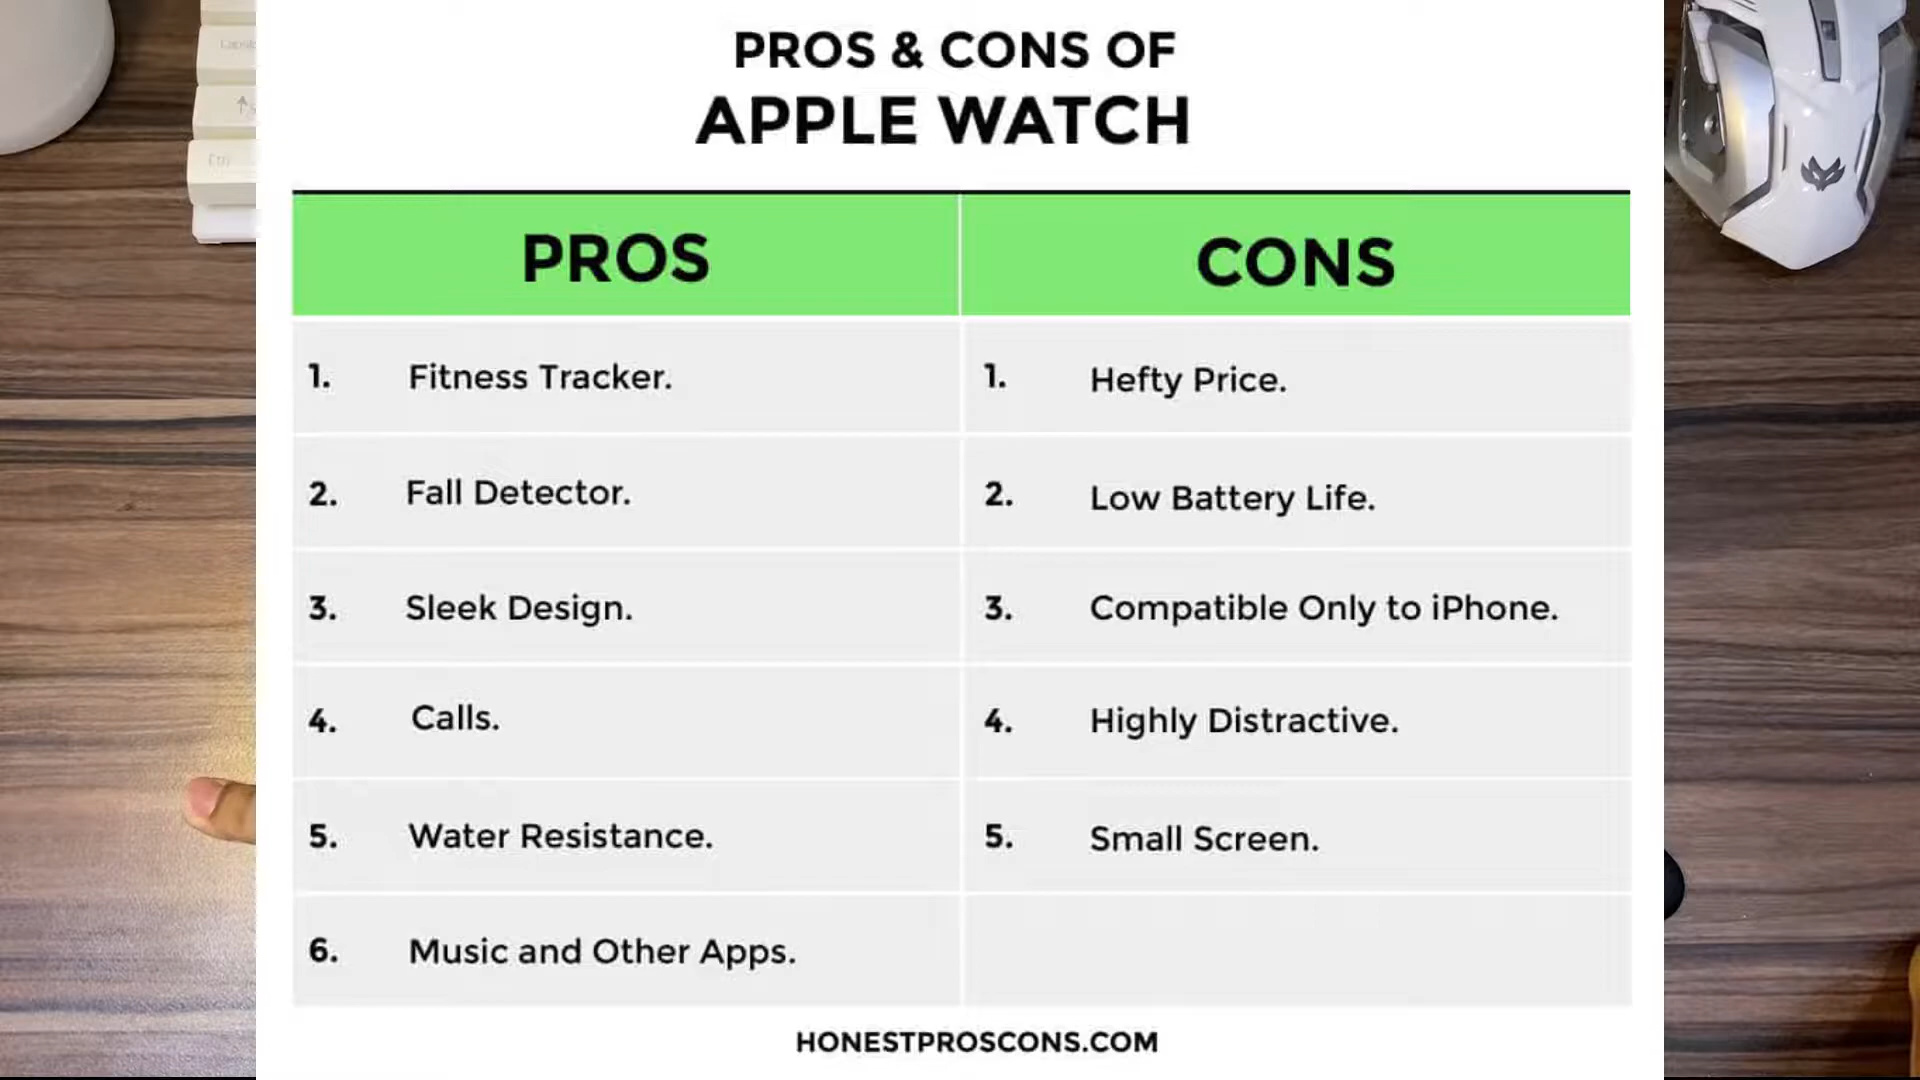 PROS & CONS OF
APPLE WATCH
PROS
CONS
1. Fitness Tracker.
1. Hefty Price.
2. Fall Detector.
2. Low Battery Life.
3. Sleek Design.
3. Compatible Only to iPhone.
4. Calls.
4. Highly Distractive.
5. Water Resistance.
5. Small Screen.
6. Music and Other Apps.
HONESTPROSCONS.COM